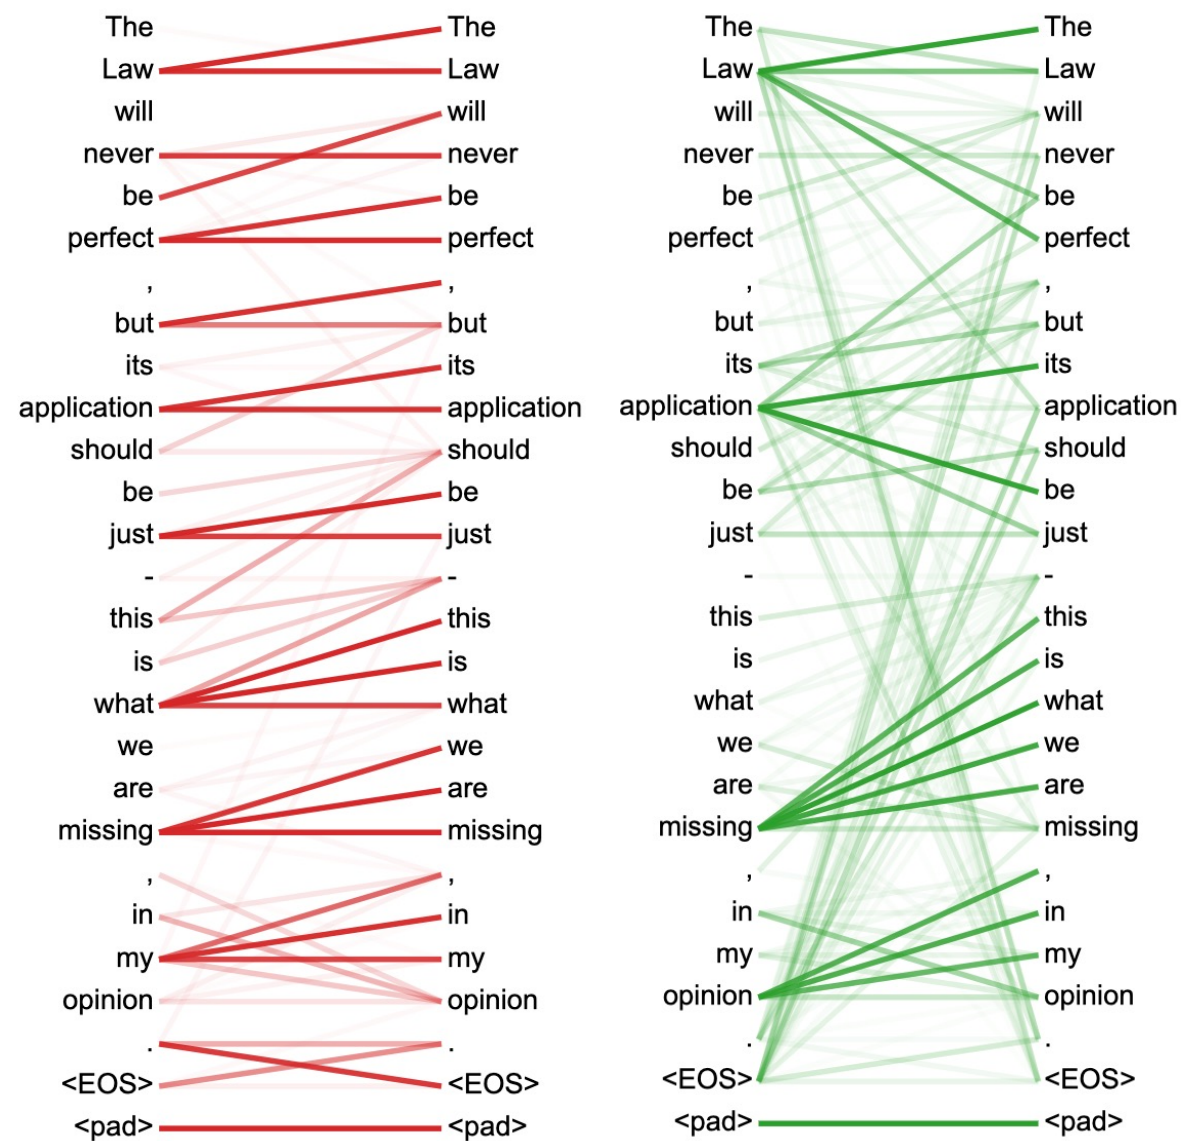 The The The The
Law Law Law Law
will will will will
never never never never
be be be be
perfect perfect perfect perfect
, , , ,
but but but but
its its its its
application application application application
should should should should
be be be be
just just just just
- - - -
this this this this
is is is is
what what what what
we we we we
are are are are
missing missing missing missing
, , , ,
in in in in
my my my my
opinion opinion opinion opinion
. . . .
<EOS> <EOS> <EOS> <EOS>
<pad> <pad> <pad> <pad>